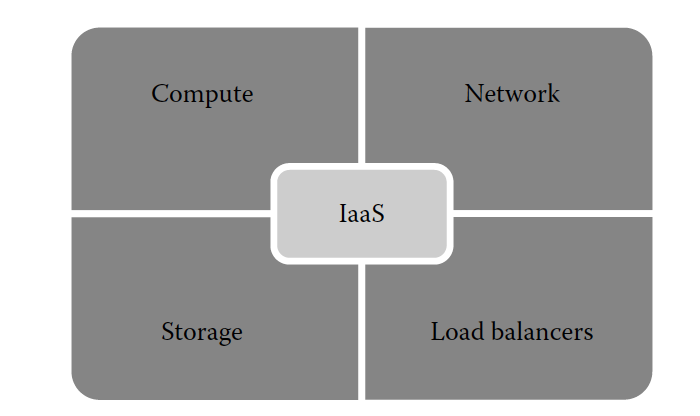 Compute
Network
IaaS
Storage
Load balancers